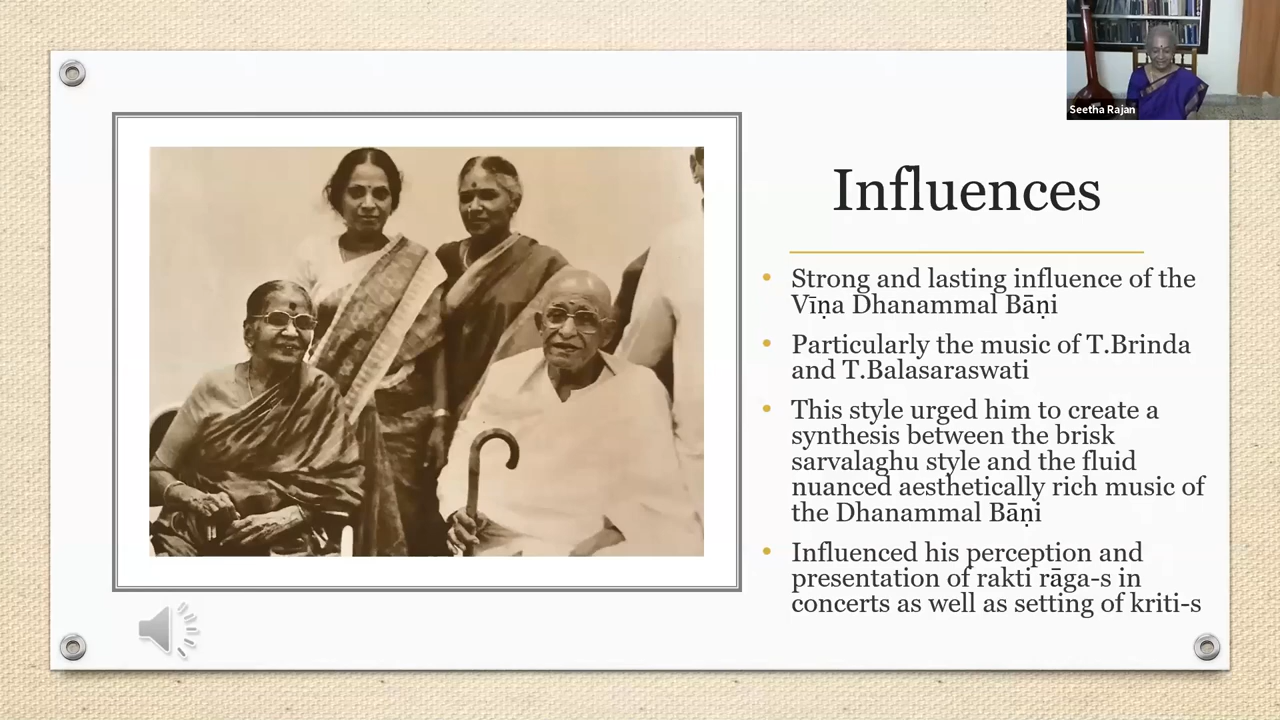 Seetha Rajan
Influences
• Strong and lasting influence of the
Vīṇa Dhanammal Bāṇi
• Particularly the music of T.Brinda
and T.Balasaraswati
• This style urged him to create a
synthesis between the brisk
sarvalaghu style and the fluid
nuanced aesthetically rich music of
the Dhanammal Bāṇi
• Influenced his perception and
presentation of rakti rāga-s in
concerts as well as setting of kriti-s